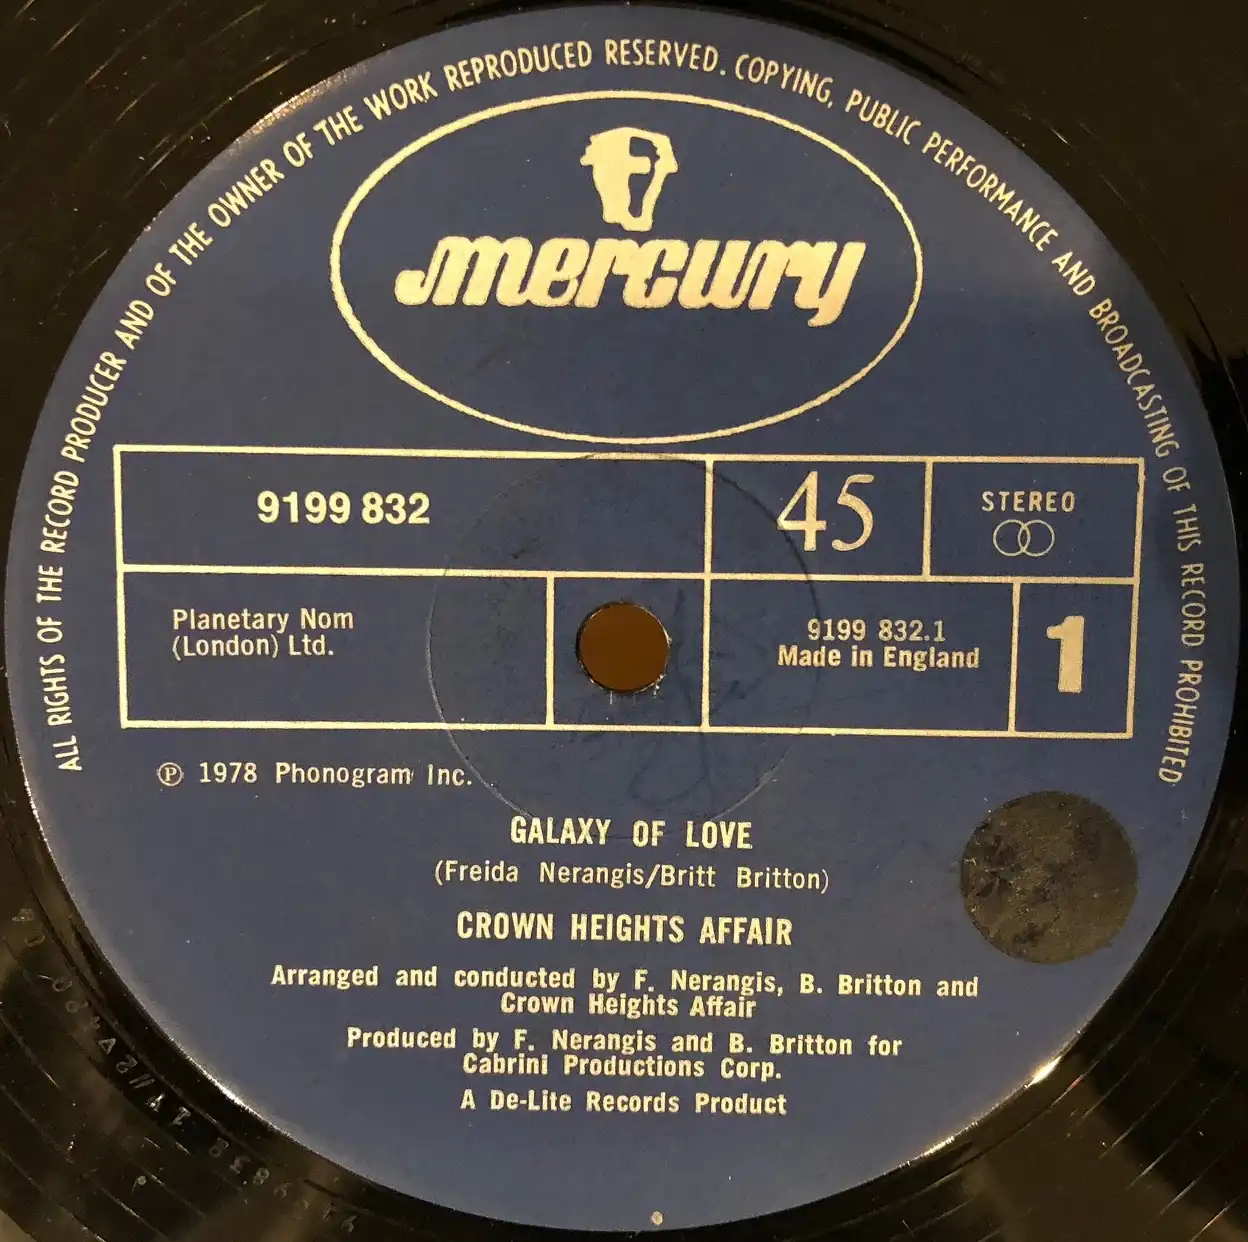 ALL RIGHTS OF THE RECORD PRODUCER AND OF THE OWNER OF THE WORK REPRODUCED RESERVED. COPYING, PUBLIC PERFORMANCE AND BROADCASTING OF THIS RECORD PROHIBITED
mercury
9199 832
45
STEREO
Planetary Nom
(London) Ltd.
9199 832.1
Made in England
1
Ⓟ 1978 Phonogram Inc.
GALAXY OF LOVE
(Freida Nerangis/Britt Britton)
CROWN HEIGHTS AFFAIR
Arranged and conducted by F. Nerangis, B. Britton and
Crown Heights Affair
Produced by F. Nerangis and B. Britton for
Cabrini Productions Corp.
A De-Lite Records Product